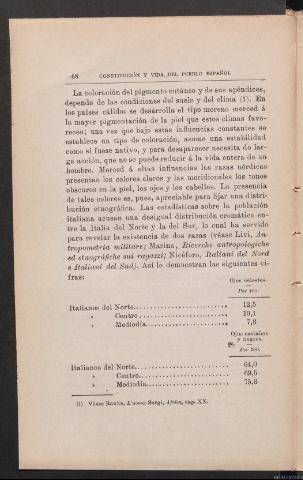 68 CONSTITUCIÓN Y VIDA DEL PUEBLO ESPAÑOL
La coloración del pigmento cutáneo y de sus apéndices,
depende de las condiciones del suelo y del clima (1). En
los países cálidos se desarrolla el tipo moreno merced á
la mayor pigmentación de la piel que estos climas favo-
recen; una vez que bajo estas influencias constantes se
establece un tipo de coloración, asume una estabilidad
como si fuese nativo, y para desaparecer necesita de lar-
ga acción, que no se puede reducir á la vida entera de un
hombre. Merced á altas influencias las razas nórdicas
presentan los colores claros y las meridionales los tonos
obscuros en la piel, los ojos y los cabellos. La presencia
de tales colores es, pues, apreciable para fijar una distri-
bución etnográfica. Las estadísticas sobre la población
italiana acusan una desigual distribución cromática en-
tre la Italia del Norte y la del Sur, lo cual ha servido
para revelar la existencia de dos razas (véase Livi, An-
tropometria militare; Marina, Ricerche antropologiche
ed etnografiche sui ragazzi; Nicéforo, Italiani del Nord
e Italiani del Sud). Así lo demuestran las siguientes ci-
fras:
Ojos celestes.
Por 100.
Italianos del Norte 12,5
» Centro 10,1
» Mediodía 7,8
Ojos castaños
y negros.
Por 100.
Italianos del Norte 64,0
» Centro 69,5
» Mediodía 75,8
(1) Véase Ranke, L'uomo; Sergi, Africa, cap. XX.